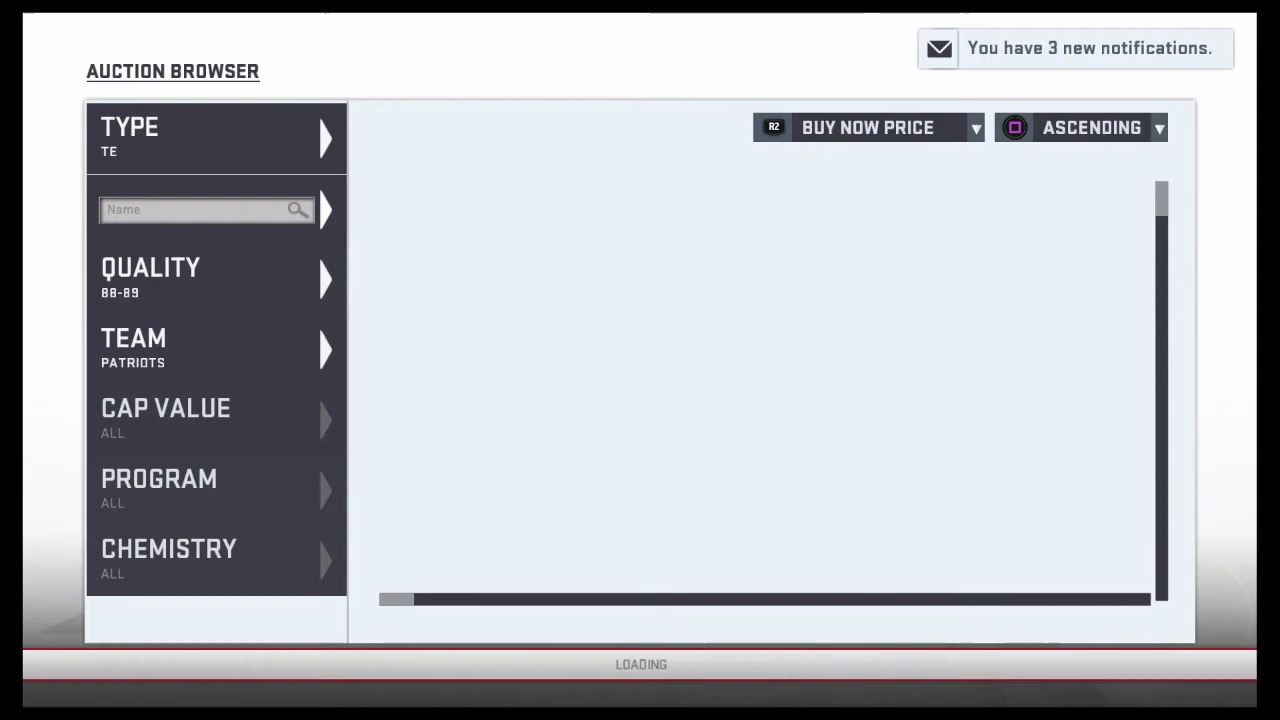 You have 3 new notifications.
AUCTION BROWSER
TYPE
TE
Name
QUALITY
88-89
TEAM
PATRIOTS
CAP VALUE
ALL
PROGRAM
ALL
CHEMISTRY
ALL
R2 BUY NOW PRICE
ASCENDING
LOADING